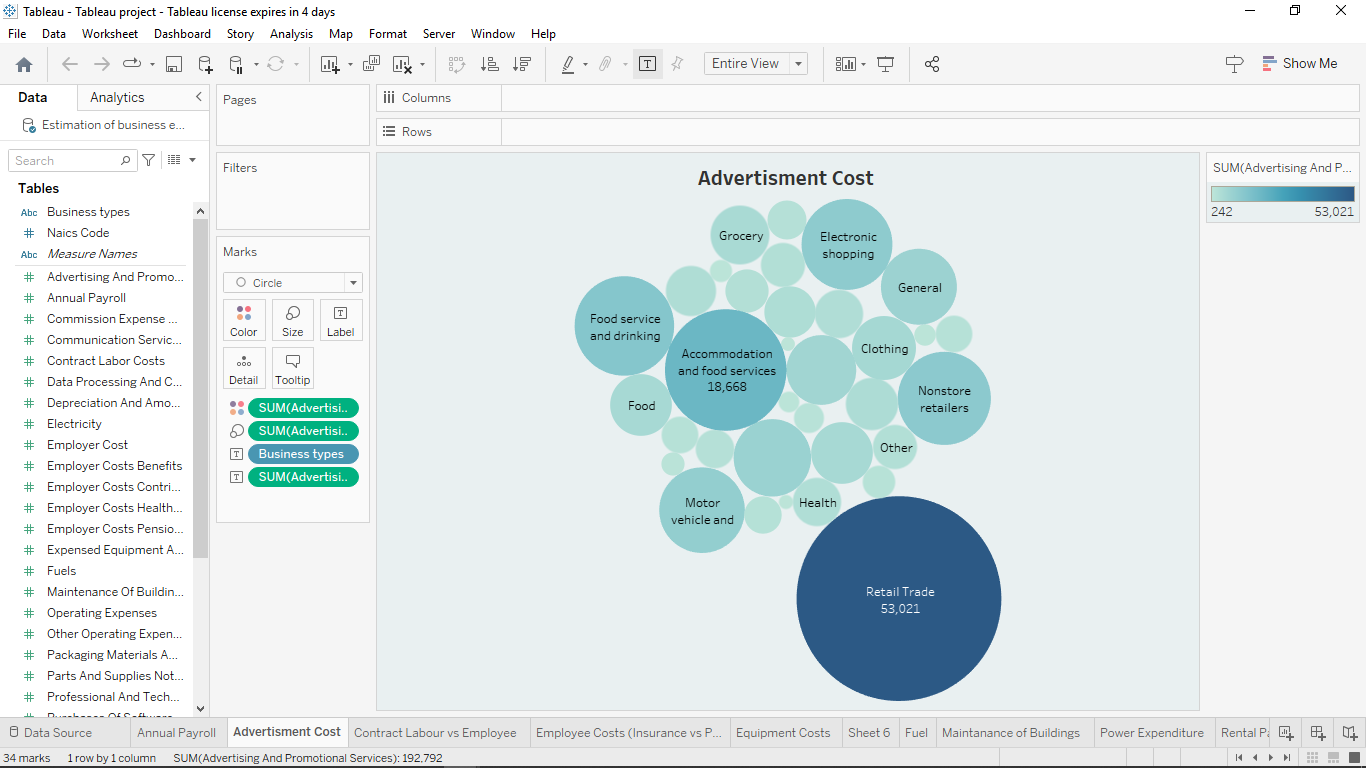 Tableau - Tableau project - Tableau license expires in 4 days
File Data Worksheet Dashboard Story Analysis Map Format Server Window Help
Entire View
Show Me
Data Analytics
Estimation of business e...
Search
Tables
Abc Business types
Naics Code
Abc Measure Names
Advertising And Promo...
Annual Payroll
Commission Expense ...
Communication Servic...
Contract Labor Costs
Data Processing And C...
Depreciation And Amo...
Electricity
Employer Cost
Employer Costs Benefits
Employer Costs Contri...
Employer Costs Health...
Employer Costs Pensio...
Expensed Equipment A...
Fuels
Maintenance Of Buildin...
Operating Expenses
Other Operating Expen...
Packaging Materials A...
Parts And Supplies Not...
Professional And Tech...
Purchase Of Software
Pages
Filters
Marks
Circle
Color Size Label
Detail Tooltip
SUM(Advertisi..
SUM(Advertisi..
Business types
SUM(Advertisi..
Columns
Rows
Advertisment Cost
Grocery
Electronic
shopping
General
Food service
and drinking
Accommodation
and food services
18,668
Clothing
Food
Nonstore
retailers
Other
Motor
vehicle and
Health
Retail Trade
53,021
SUM(Advertising And P...
242 53,021
Data Source Annual Payroll Advertisment Cost Contract Labour vs Employee Employee Costs (Insurance vs P... Equipment Costs Sheet 6 Fuel Maintanance of Buildings Power Expenditure Rental Pa
34 marks 1 row by 1 column SUM(Advertising And Promotional Services): 192,792